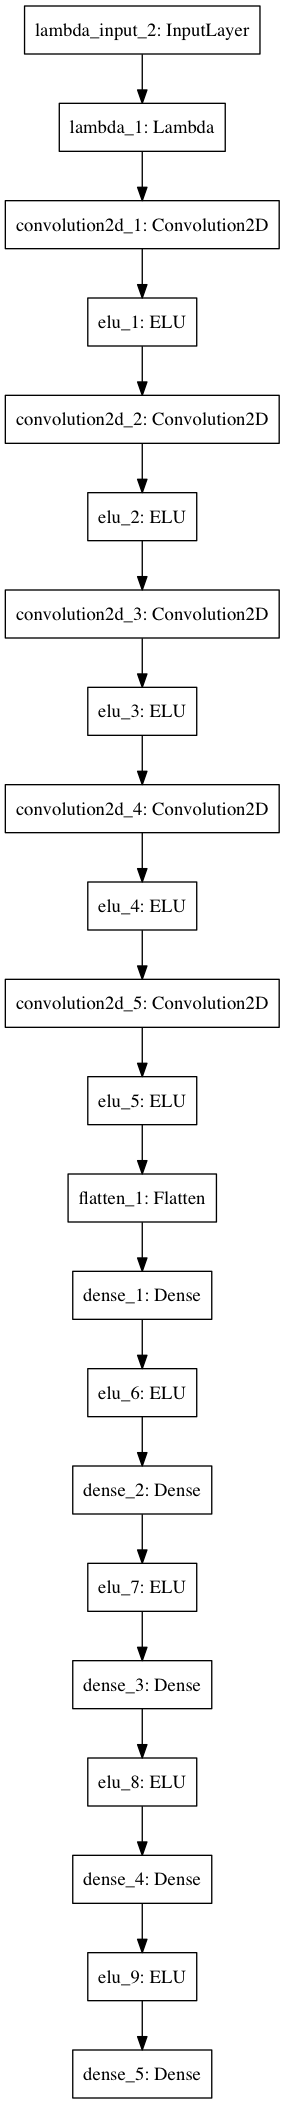 lambda_input_2: InputLayer
lambda_1: Lambda
convolution2d_1: Convolution2D
elu_1: ELU
convolution2d_2: Convolution2D
elu_2: ELU
convolution2d_3: Convolution2D
elu_3: ELU
convolution2d_4: Convolution2D
elu_4: ELU
convolution2d_5: Convolution2D
elu_5: ELU
flatten_1: Flatten
dense_1: Dense
elu_6: ELU
dense_2: Dense
elu_7: ELU
dense_3: Dense
elu_8: ELU
dense_4: Dense
elu_9: ELU
dense_5: Dense